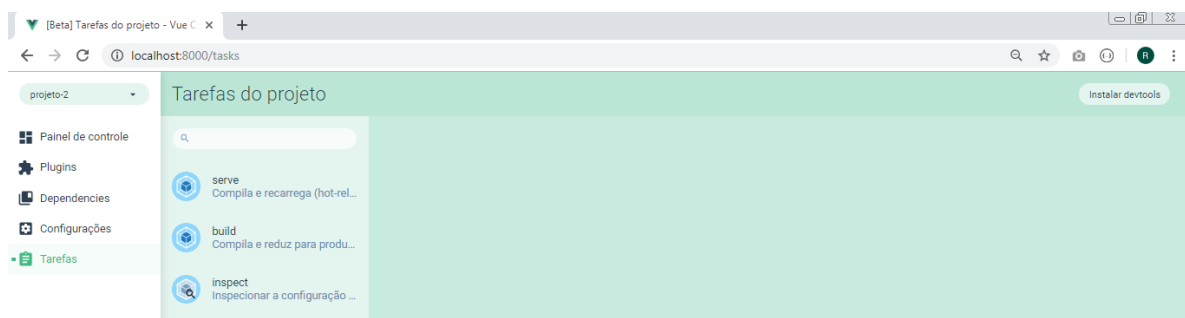 [Beta] Tarefas do projeto - Vue C
localhost:8000/tasks
R
projeto-2
Tarefas do projeto
Instalar devtools
Painel de controle
Plugins
Dependencies
Configurações
Tarefas
serve
Compila e recarrega (hot-rel...
build
Compila e reduz para produ...
inspect
Inspecionar a configuração ...